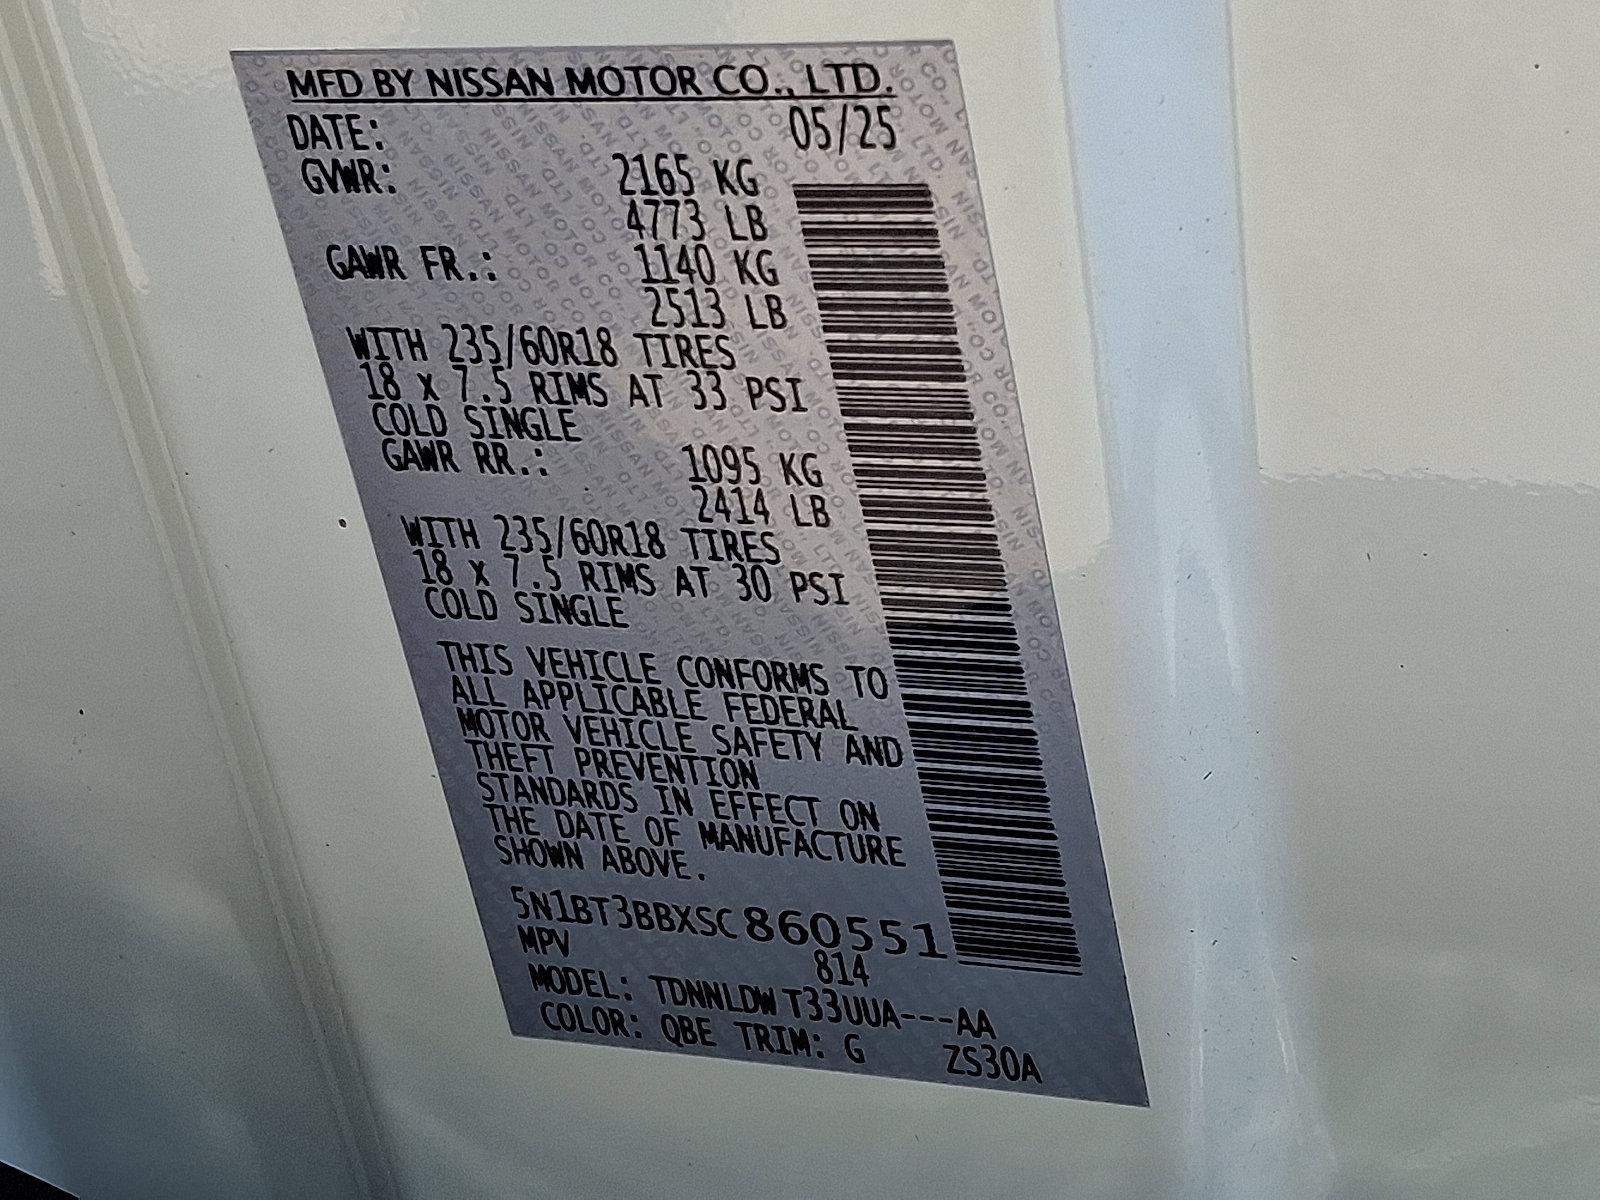 MFD BY NISSAN MOTOR CO., LTD.
DATE: 05/25
GVWR: 2165 KG
4773 LB
GAWR FR.: 1140 KG
2513 LB
WITH 235/60R18 TIRES
18 x 7.5 RIMS AT 33 PSI
COLD SINGLE
GAWR RR.: 1095 KG
2414 LB
WITH 235/60R18 TIRES
18 x 7.5 RIMS AT 30 PSI
COLD SINGLE
THIS VEHICLE CONFORMS TO
ALL APPLICABLE FEDERAL
MOTOR VEHICLE SAFETY AND
THEFT PREVENTION
STANDARDS IN EFFECT ON
THE DATE OF MANUFACTURE
SHOWN ABOVE.
5N1BT3BBXSC860551
MPV 814
MODEL: TDNNLDW T33UUA---AA
COLOR: QBE TRIM: G ZS30A